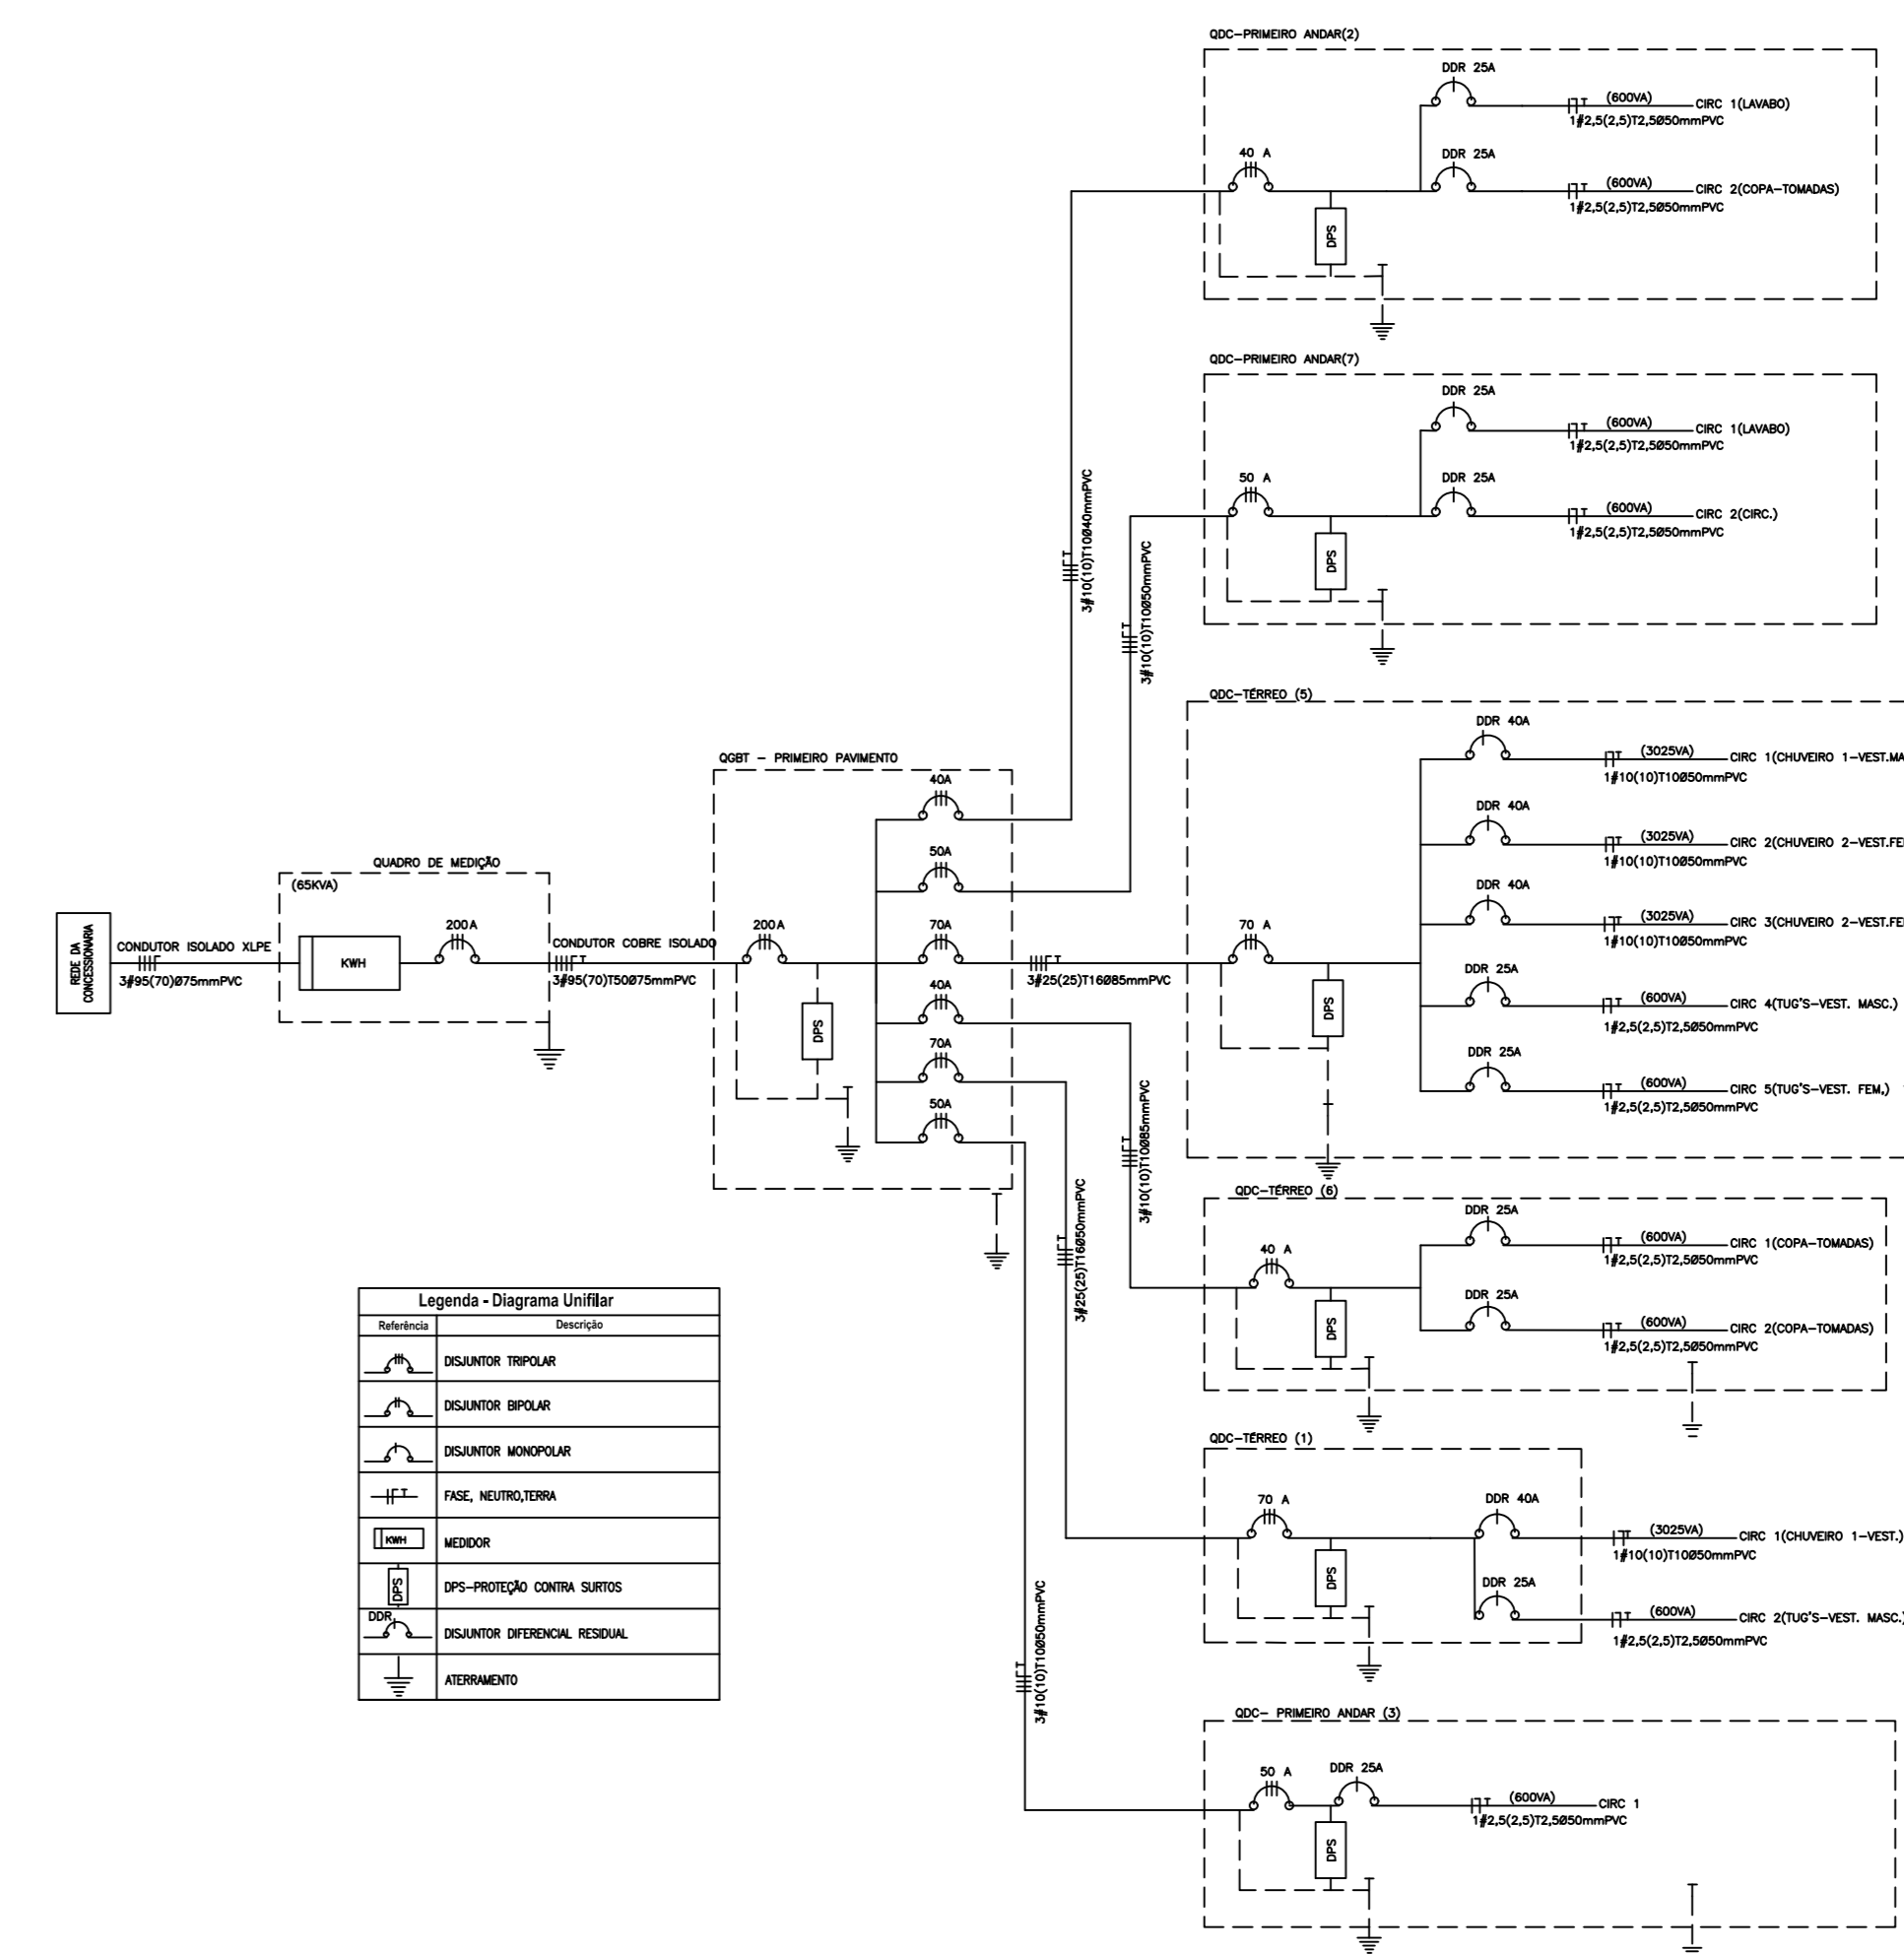 QDC-PRIMEIRO ANDAR(2)
DDR 25A
(600VA)
CIRC 1(LAVABO)
1#2,5(2,5)T2,5Ø50mmPVC
40 A
DDR 25A
(600VA)
CIRC 2(COPA-TOMADAS)
1#2,5(2,5)T2,5Ø50mmPVC
DPS
QDC-PRIMEIRO ANDAR(7)
DDR 25A
(600VA)
CIRC 1(LAVABO)
1#2,5(2,5)T2,5Ø50mmPVC
50 A
DDR 25A
(600VA)
CIRC 2(CIRC.)
1#2,5(2,5)T2,5Ø50mmPVC
DPS
3#10(10)T10Ø40mmPVC
3#10(10)T10Ø50mmPVC
QDC-TÉRREO (5)
DDR 40A
(3025VA)
CIRC 1(CHUVEIRO 1-VEST.MA
1#10(10)T10Ø50mmPVC
DDR 40A
(3025VA)
CIRC 2(CHUVEIRO 2-VEST.FE
1#10(10)T10Ø50mmPVC
DDR 40A
(3025VA)
CIRC 3(CHUVEIRO 2-VEST.FE
1#10(10)T10Ø50mmPVC
70 A
DDR 25A
(600VA)
CIRC 4(TUG'S-VEST. MASC.)
1#2,5(2,5)T2,5Ø50mmPVC
DPS
DDR 25A
(600VA)
CIRC 5(TUG'S-VEST. FEM,)
1#2,5(2,5)T2,5Ø50mmPVC
QGBT - PRIMEIRO PAVIMENTO
40A
50A
70A
40A
70A
50A
200A
DPS
QUADRO DE MEDIÇÃO
(65KVA)
200A
KWH
REDE DA
CONCESSIONARIA
CONDUTOR ISOLADO XLPE
3#95(70)Ø75mmPVC
CONDUTOR COBRE ISOLADO
3#95(70)T50Ø75mmPVC
3#25(25)T16Ø85mmPVC
3#10(10)T10Ø85mmPVC
3#25(25)T16Ø50mmPVC
3#10(10)T10Ø50mmPVC
QDC-TÉRREO (6)
DDR 25A
(600VA)
CIRC 1(COPA-TOMADAS)
1#2,5(2,5)T2,5Ø50mmPVC
40 A
DDR 25A
(600VA)
CIRC 2(COPA-TOMADAS)
1#2,5(2,5)T2,5Ø50mmPVC
DPS
QDC-TÉRREO (1)
70 A
DDR 40A
(3025VA)
CIRC 1(CHUVEIRO 1-VEST.)
1#10(10)T10Ø50mmPVC
DPS
DDR 25A
(600VA)
CIRC 2(TUG'S-VEST. MASC.)
1#2,5(2,5)T2,5Ø50mmPVC
QDC- PRIMEIRO ANDAR (3)
50 A
DDR 25A
(600VA)
CIRC 1
1#2,5(2,5)T2,5Ø50mmPVC
DPS
Legenda - Diagrama Unifilar
Referência
Descrição
DISJUNTOR TRIPOLAR
DISJUNTOR BIPOLAR
DISJUNTOR MONOPOLAR
FASE, NEUTRO,TERRA
KWH
MEDIDOR
DPS
DPS-PROTEÇÃO CONTRA SURTOS
DDR
DISJUNTOR DIFERENCIAL RESIDUAL
ATERRAMENTO